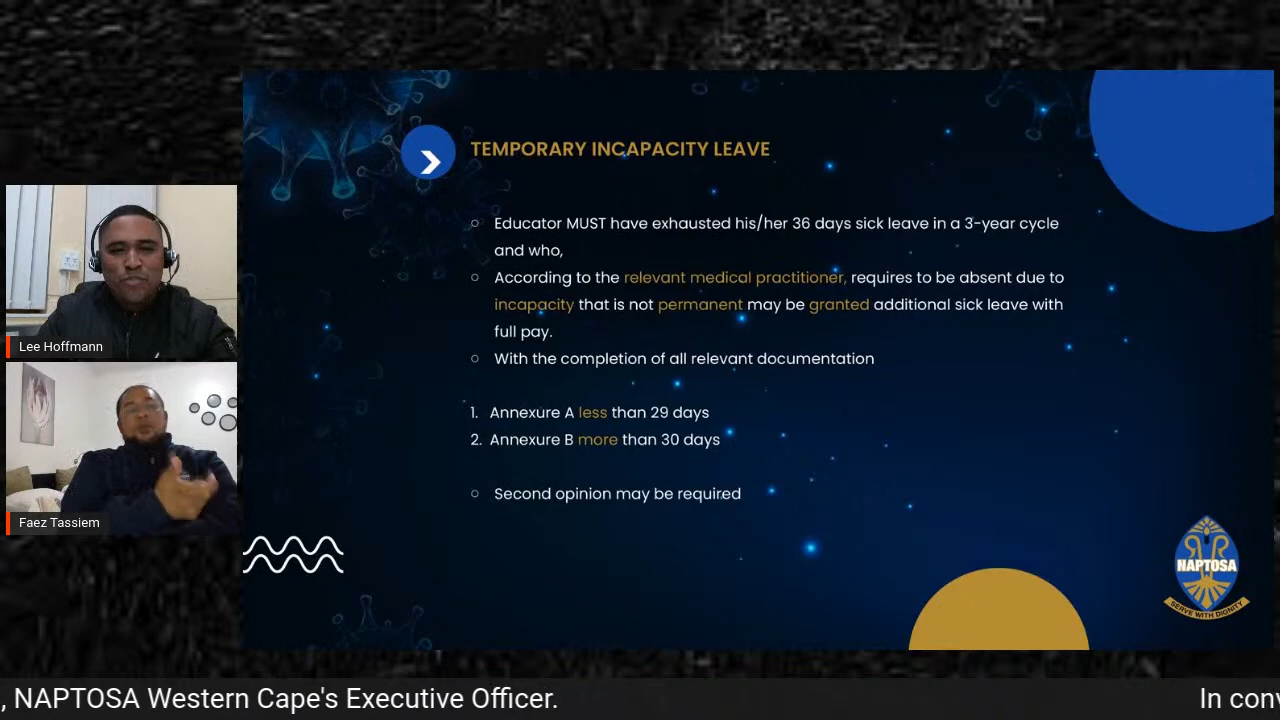 TEMPORARY INCAPACITY LEAVE
○ Educator MUST have exhausted his/her 36 days sick leave in a 3-year cycle
and who,
○ According to the relevant medical practitioner, requires to be absent due to
incapacity that is not permanent may be granted additional sick leave with
full pay.
○ With the completion of all relevant documentation
1. Annexure A less than 29 days
2. Annexure B more than 30 days
○ Second opinion may be required
Lee Hoffmann
Faez Tassiem
NAPTOSA
SERVE WITH DIGNITY
, NAPTOSA Western Cape's Executive Officer.
In conv